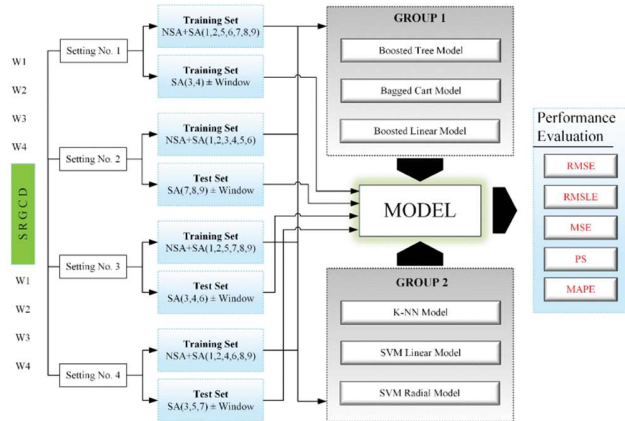 W1
W2
W3
W4
SRGCD
W1
W2
W3
W4
Setting No. 1
Setting No. 2
Setting No. 3
Setting No. 4
Training Set
NSA+SA(1,2,5,6,7,8,9)
Training Set
SA(3,4) ± Window
Training Set
NSA+SA(1,2,3,4,5,6)
Test Set
SA(7,8,9) ± Window
Training Set
NSA+SA(1,2,5,7,8,9)
Test Set
SA(3,4,6) ± Window
Training Set
NSA+SA(1,2,4,6,8,9)
Test Set
SA(3,5,7) ± Window
GROUP 1
Boosted Tree Model
Bagged Cart Model
Boosted Linear Model
MODEL
GROUP 2
K-NN Model
SVM Linear Model
SVM Radial Model
Performance
Evaluation
RMSE
RMSLE
MSE
PS
MAPE